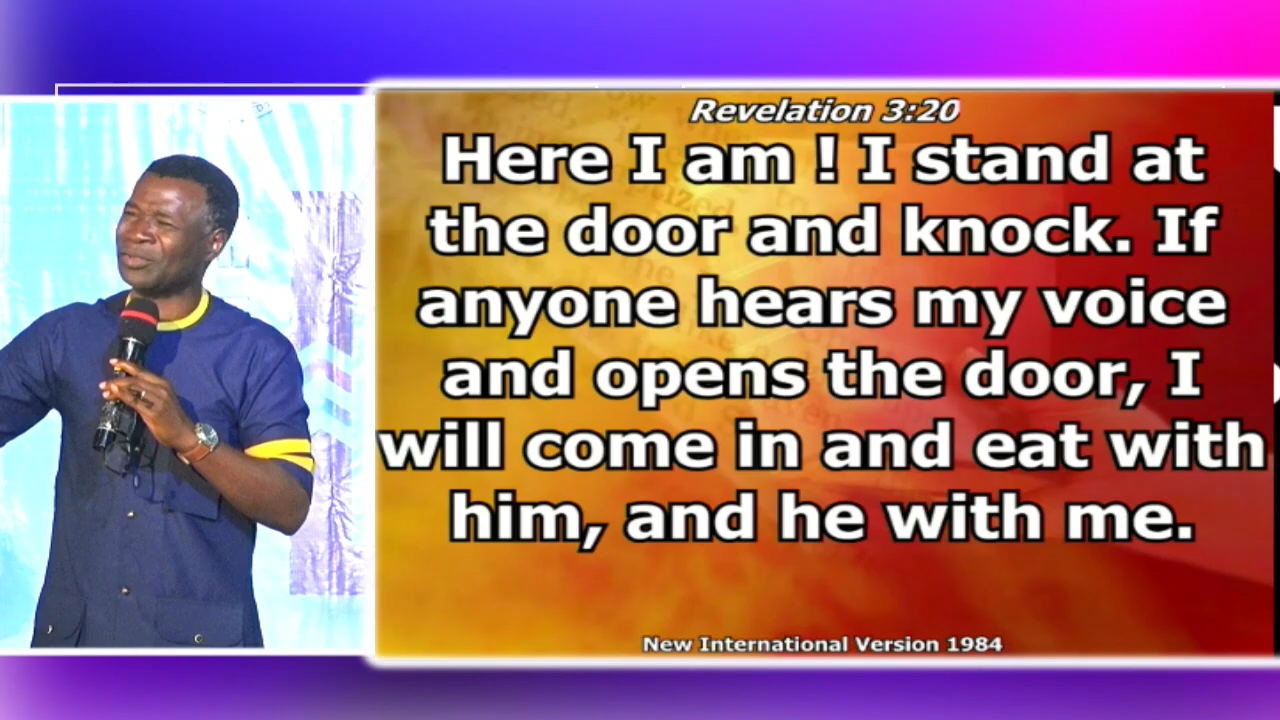 Revelation 3:20
Here I am ! I stand at
the door and knock. If
anyone hears my voice
and opens the door, I
will come in and eat with
him, and he with me.
New International Version 1984